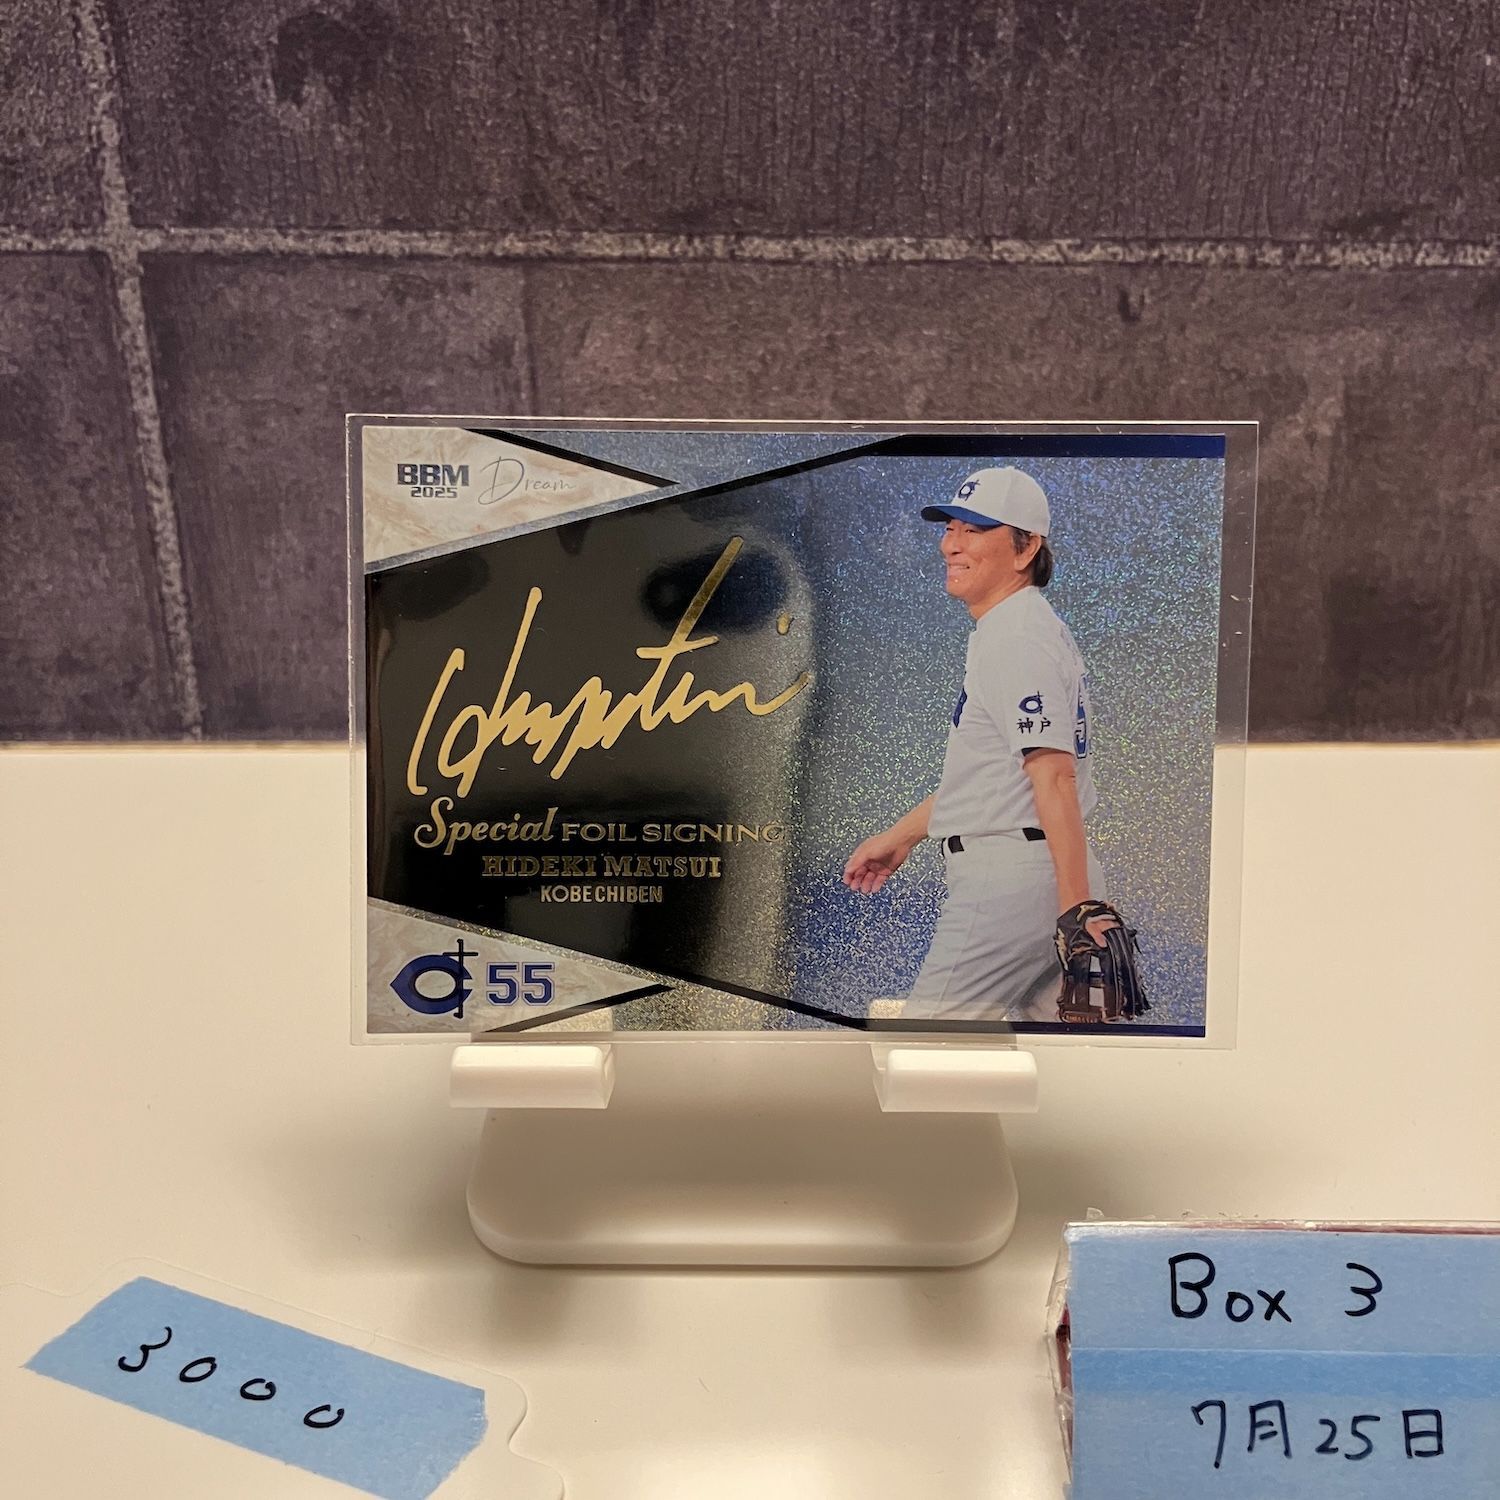 BBM
2025
Dream
Special FOIL SIGNING
HIDEKI MATSUI
KOBE CHIBEN
55
神戸
3000
Box 3
7月25日